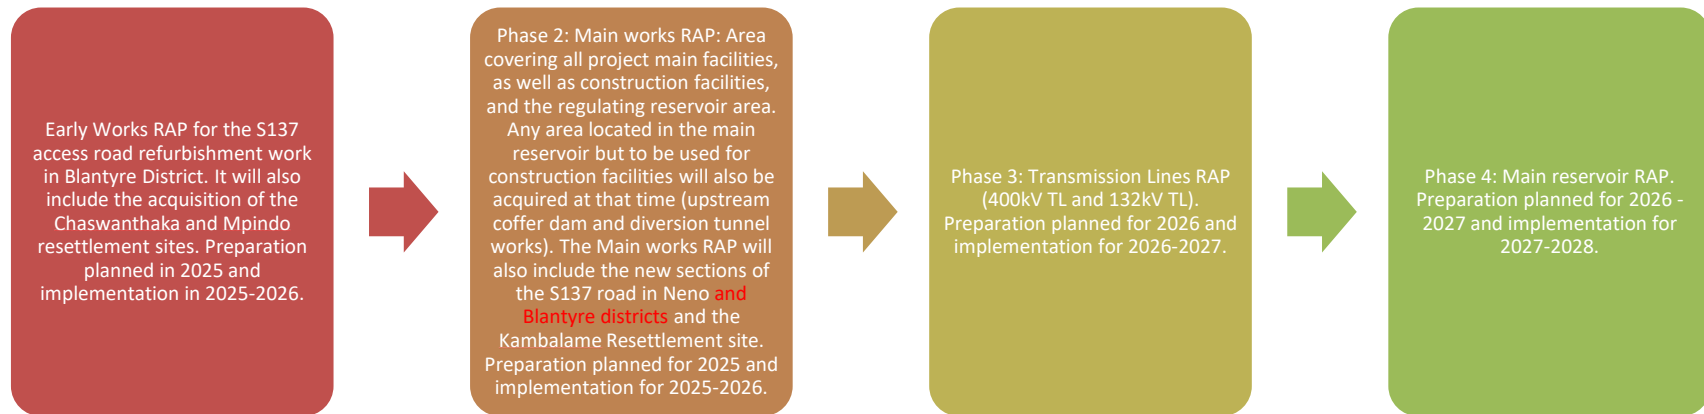 Early Works RAP for the S137
access road refurbishment work
in Blantyre District. It will also
include the acquisition of the
Chaswanthaka and Mpindo
resettlement sites. Preparation
planned in 2025 and
implementation in 2025-2026.
Phase 2: Main works RAP: Area
covering all project main facilities,
as well as construction facilities,
and the regulating reservoir area.
Any area located in the main
reservoir but to be used for
construction facilities will also be
acquired at that time (upstream
coffer dam and diversion tunnel
works). The Main works RAP will
also include the new sections of
the S137 road in Neno and
Blantyre districts and the
Kambalame Resettlement site.
Preparation planned for 2025 and
implementation for 2025-2026.
Phase 3: Transmission Lines RAP
(400kV TL and 132kV TL).
Preparation planned for 2026 and
implementation for 2026-2027.
Phase 4: Main reservoir RAP.
Preparation planned for 2026 -
2027 and implementation for
2027-2028.